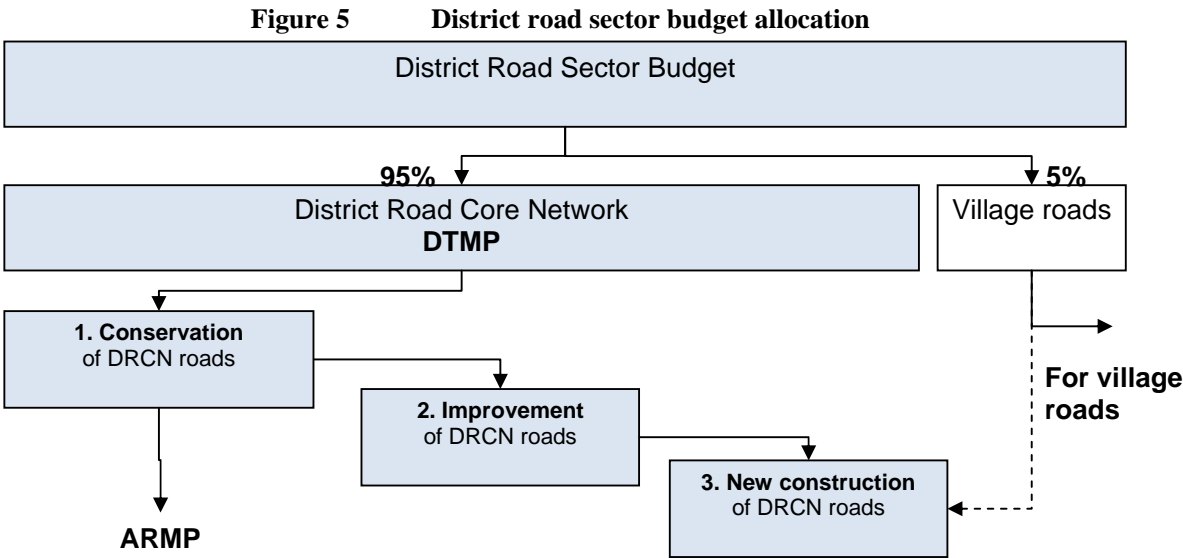 Figure 5 District road sector budget allocation
District Road Sector Budget
95%
5%
District Road Core Network
DTMP
Village roads
1. Conservation
of DRCN roads
2. Improvement
of DRCN roads
For village
roads
3. New construction
of DRCN roads
ARMP